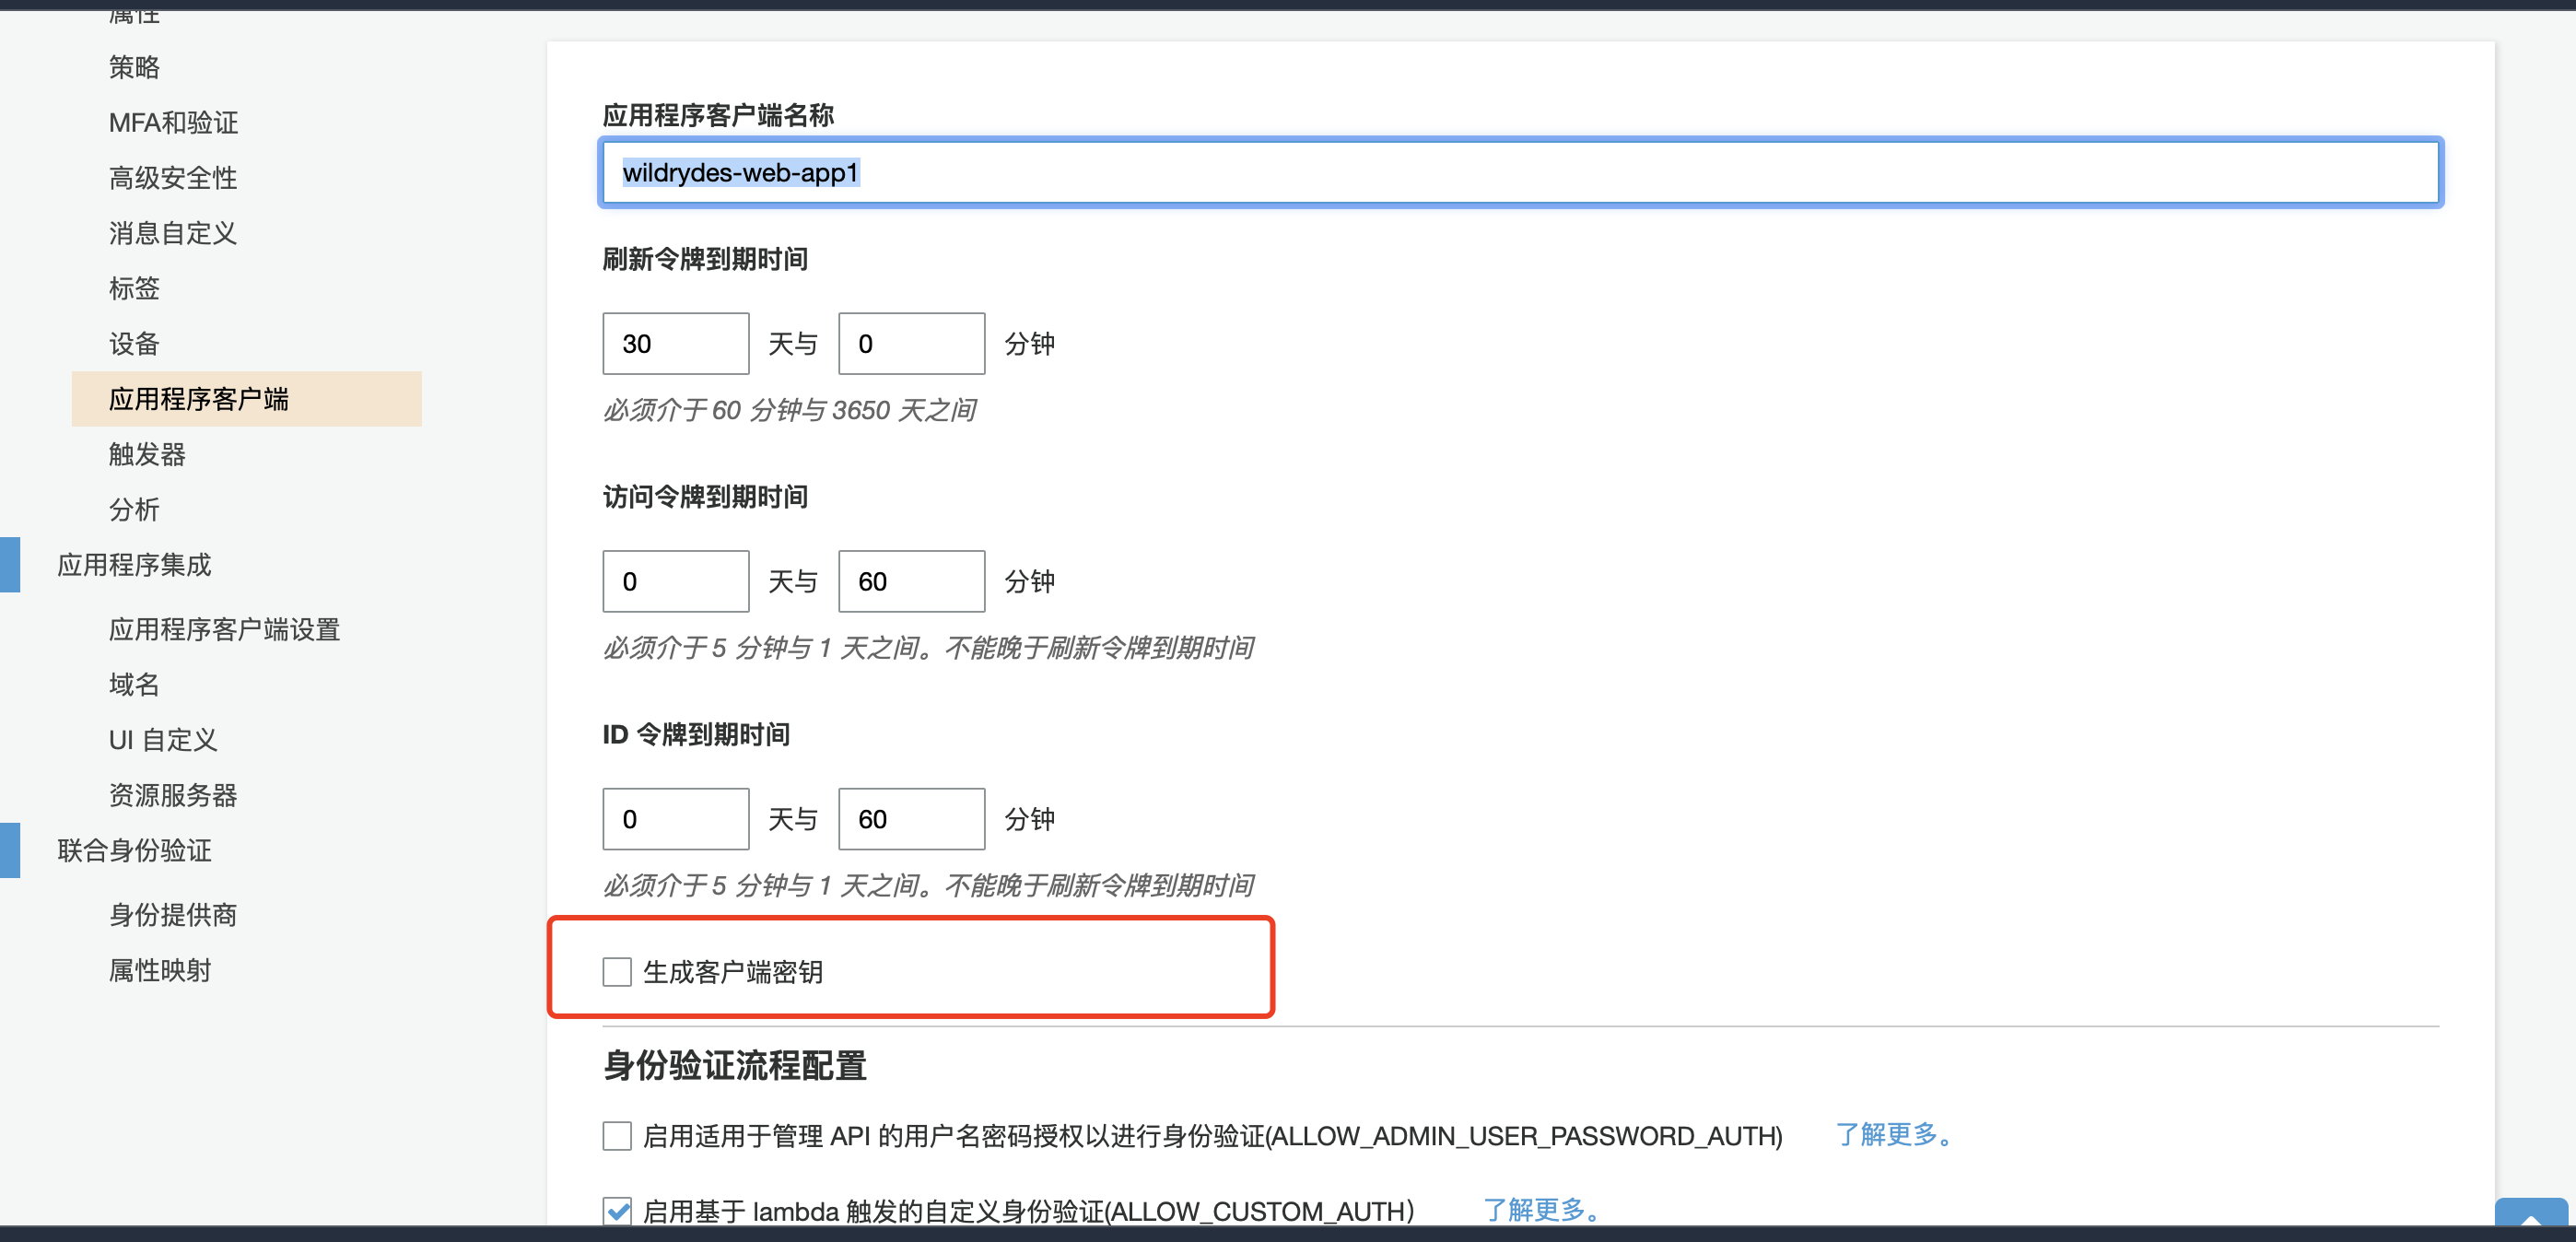 属性
策略
MFA和验证
高级安全性
消息自定义
标签
设备
应用程序客户端
触发器
分析
应用程序集成
应用程序客户端设置
域名
UI 自定义
资源服务器
联合身份验证
身份提供商
属性映射
应用程序客户端名称
wildrydes-web-app1
刷新令牌到期时间
30 天与 0 分钟
必须介于 60 分钟与 3650 天之间
访问令牌到期时间
0 天与 60 分钟
必须介于 5 分钟与 1 天之间。不能晚于刷新令牌到期时间
ID 令牌到期时间
0 天与 60 分钟
必须介于 5 分钟与 1 天之间。不能晚于刷新令牌到期时间
生成客户端密钥
身份验证流程配置
启用适用于管理 API 的用户名密码授权以进行身份验证(ALLOW_ADMIN_USER_PASSWORD_AUTH) 了解更多。
启用基于 lambda 触发的自定义身份验证(ALLOW_CUSTOM_AUTH) 了解更多。